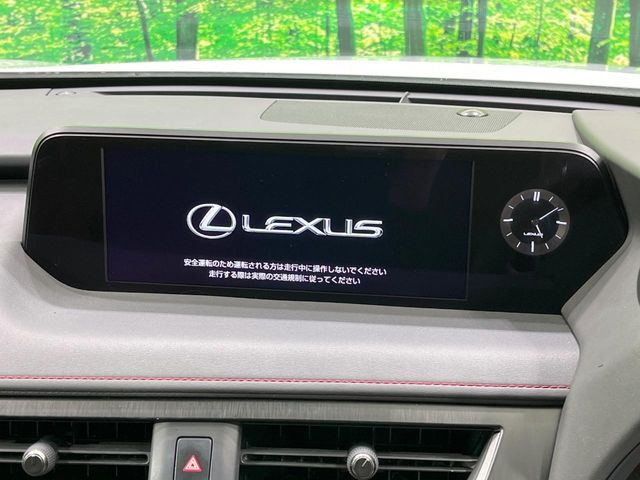 LEXUS
安全運転のため運転される方は走行中に操作しないでください
走行する際は実際の交通規制に従ってください
LEXUS